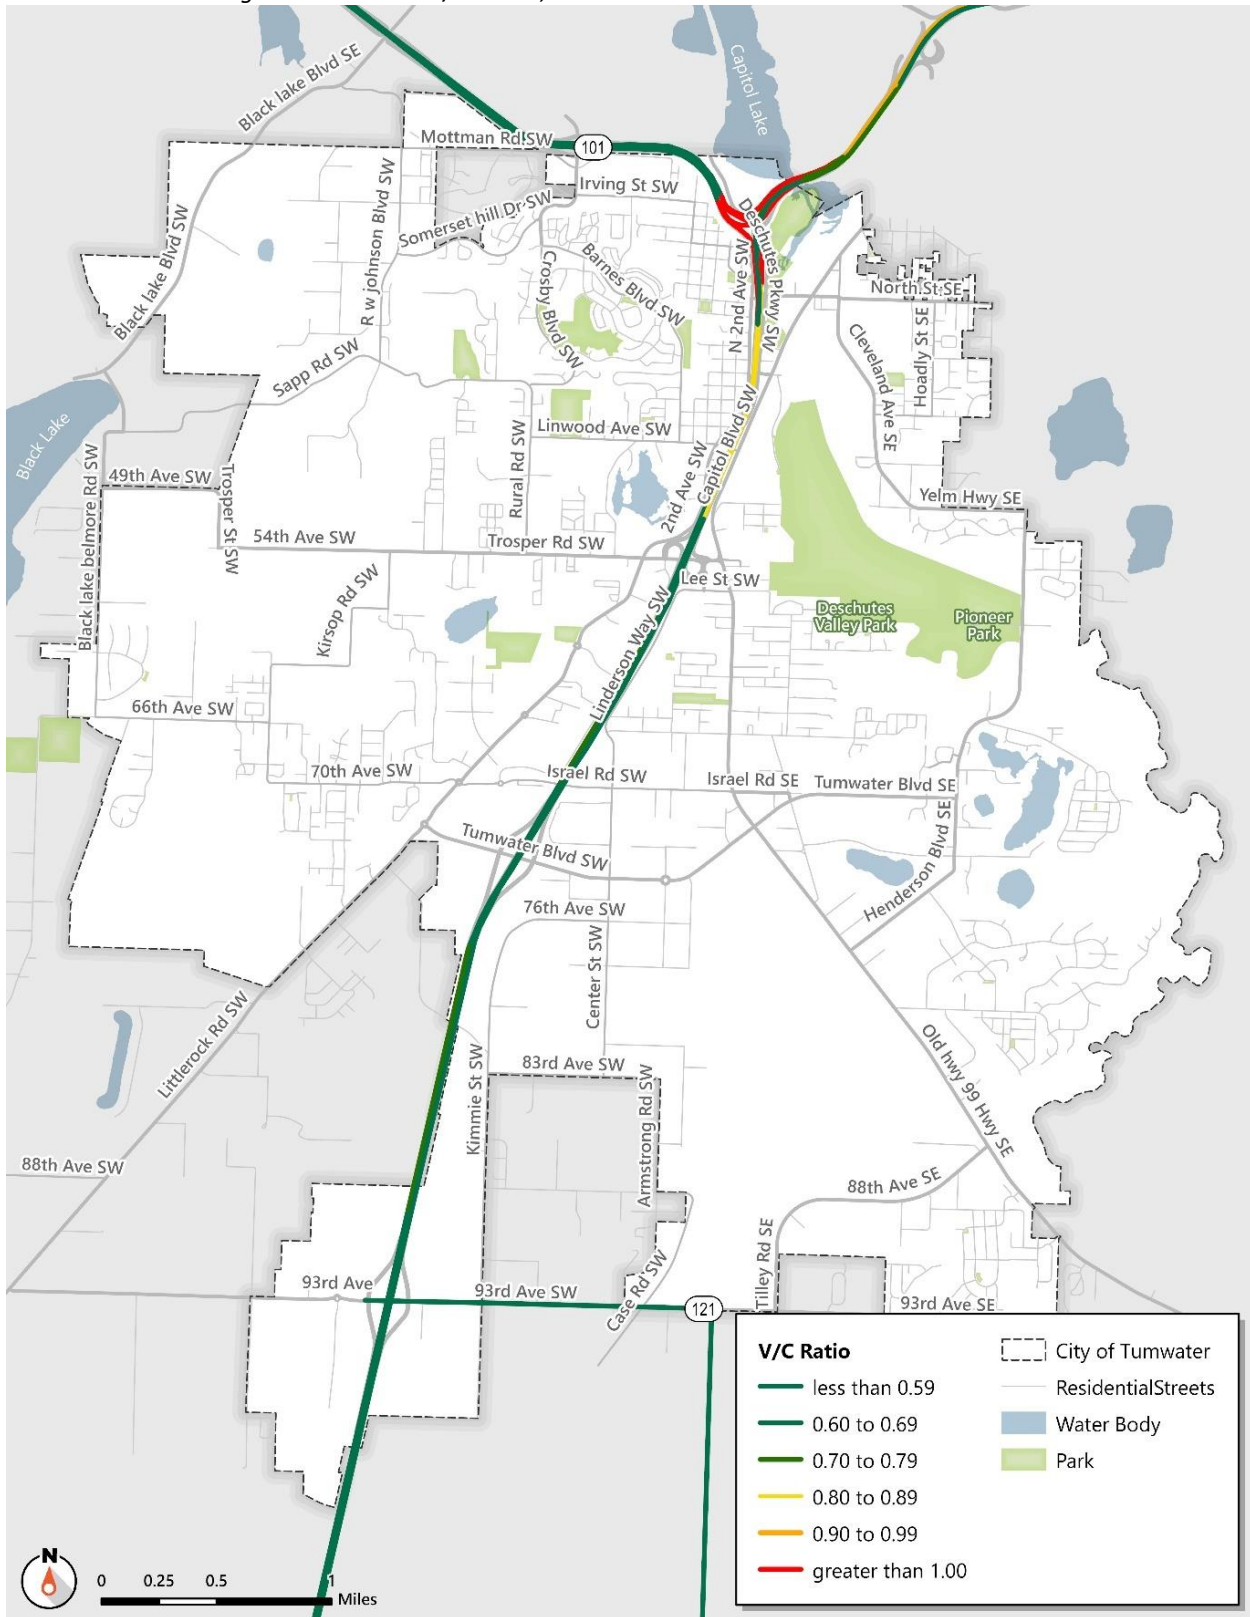 Black lake Blvd SE
Capitol Lake
Mottman Rd SW
101
Irving St SW
Somerset hill Dr SW
R w johnson Blvd SW
Black lake Blvd SW
Deschutes Pkwy SW
N 2nd Ave SW
Barnes Blvd SW
Crosby Blvd SW
North St SE
Hoadly St SE
Cleveland Ave SE
Sapp Rd SW
Linwood Ave SW
Rural Rd SW
Capitol Blvd SW
2nd Ave SW
Black Lake
49th Ave SW
Trosper St SW
Black lake belmore Rd SW
Yelm Hwy SE
54th Ave SW
Trosper Rd SW
Lee St SW
Kirsop Rd SW
Linderson Way SW
Deschutes
Valley Park
Pioneer
Park
66th Ave SW
70th Ave SW
Israel Rd SW
Israel Rd SE
Tumwater Blvd SE
Tumwater Blvd SW
Henderson Blvd SE
76th Ave SW
Center St SW
Littlerock Rd SW
Old hwy 99 Hwy SE
83rd Ave SW
Kimmie St SW
Armstrong Rd SW
88th Ave SW
88th Ave SE
Tilley Rd SE
93rd Ave
93rd Ave SW
Case Rd SW
121
93rd Ave SE
V/C Ratio
less than 0.59
0.60 to 0.69
0.70 to 0.79
0.80 to 0.89
0.90 to 0.99
greater than 1.00
City of Tumwater
ResidentialStreets
Water Body
Park
N
0 0.25 0.5 1
Miles